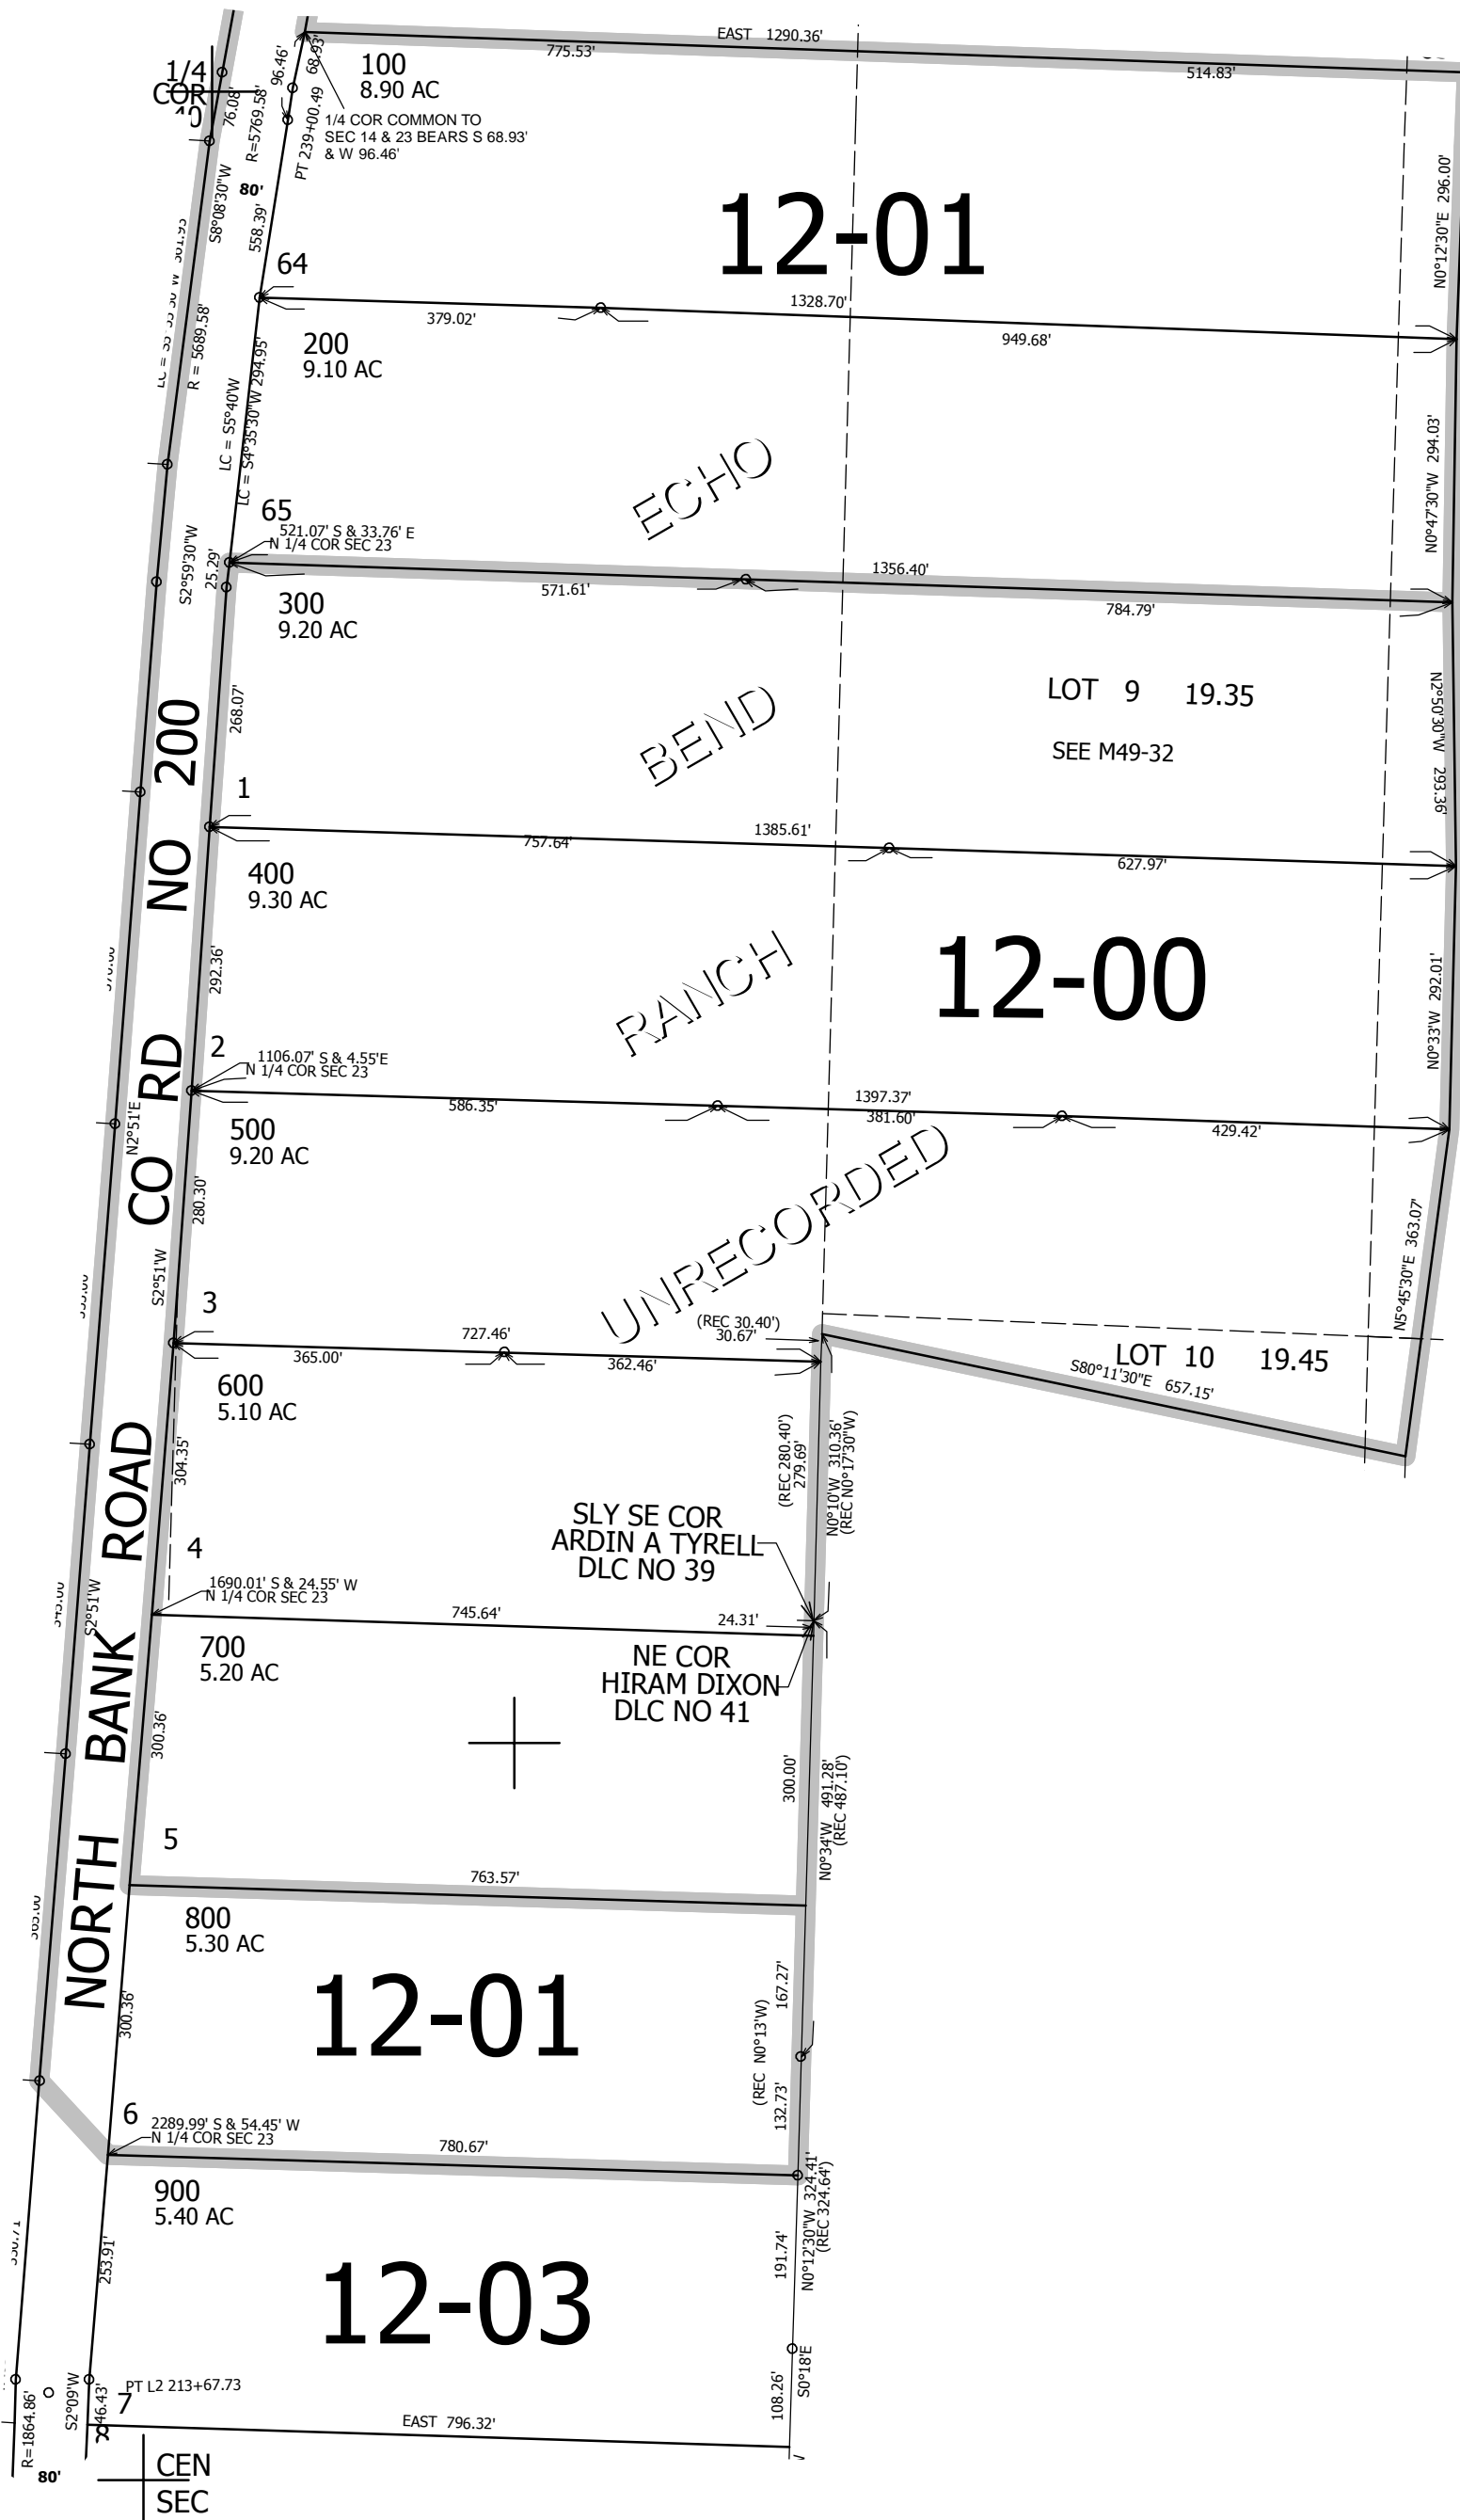 EAST 1290.36'
775.53'
514.83'
1/4
COR
76.08'
R=5769.58'
96.46'
68.93'
PT 239+00.49
100
8.90 AC
1/4 COR COMMON TO
SEC 14 & 23 BEARS S 68.93'
& W 96.46'
S8°08'30"W
80'
558.39'
12-01
N0°12'30"E 296.00'
64
1328.70'
379.02'
949.68'
R = 5689.58'
200
9.10 AC
LC = S5°40'W
LC = S4°35'30"W 294.95'
ECHO
N0°47'30"W 294.03'
65
521.07' S & 33.76' E
N 1/4 COR SEC 23
S2°59'30"W
25.29'
1356.40'
571.61'
784.79'
300
9.20 AC
268.07'
BEND
LOT 9 19.35
SEE M49-32
N2°50'30"W 293.36'
1
1385.61'
757.64'
627.97'
400
9.30 AC
292.36'
RANCH
12-00
N0°33'W 292.01'
2
1106.07' S & 4.55'E
N 1/4 COR SEC 23
1397.37'
586.35'
381.60'
429.42'
N2°51'E
500
9.20 AC
280.30'
UNRECORDED
N5°45'30"E 363.07'
S2°51'W
3
727.46'
(REC 30.40')
30.67'
365.00'
362.46'
LOT 10 19.45
S80°11'30"E 657.15'
600
5.10 AC
304.35'
(REC 280.40')
279.69'
N0°10'W 310.36'
(REC N0°17'30"W)
SLY SE COR
ARDIN A TYRELL
DLC NO 39
4
1690.01' S & 24.55' W
N 1/4 COR SEC 23
745.64'
24.31'
S2°51'W
700
5.20 AC
NE COR
HIRAM DIXON
DLC NO 41
300.36'
300.00'
N0°34'W 491.28'
(REC 487.10')
NORTH BANK ROAD CO RD NO 200
5
763.57'
800
5.30 AC
12-01
300.36'
167.27'
(REC N0°13'W)
132.73'
6
2289.99' S & 54.45' W
N 1/4 COR SEC 23
780.67'
900
5.40 AC
N0°12'30"W 324.41'
(REC 324.64')
253.91'
191.74'
12-03
S0°18'E
108.26'
PT L2 213+67.73
R=1864.86'
S2°09'W
46.43'
7
8
EAST 796.32'
80'
CEN
SEC